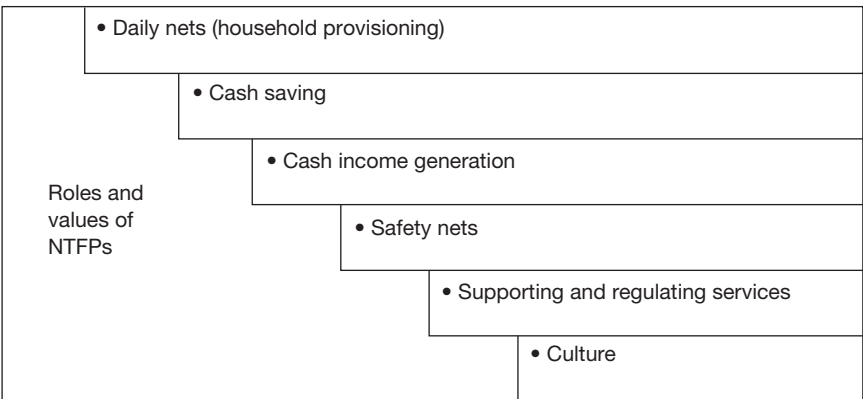 • Daily nets (household provisioning)
• Cash saving
• Cash income generation
Roles and
values of
NTFPs
• Safety nets
• Supporting and regulating services
• Culture